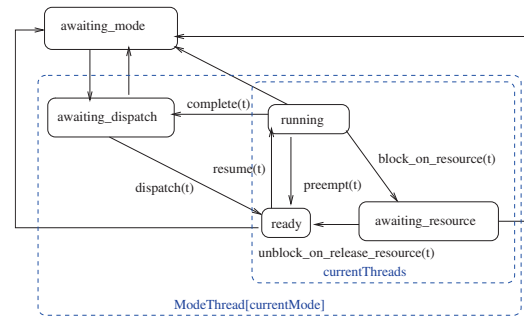 awaiting_mode
awaiting_dispatch
complete(t)
running
block_on_resource(t)
resume(t)
preempt(t)
dispatch(t)
ready
awaiting_resource
unblock_on_release_resource(t)
currentThreads
ModeThread[currentMode]